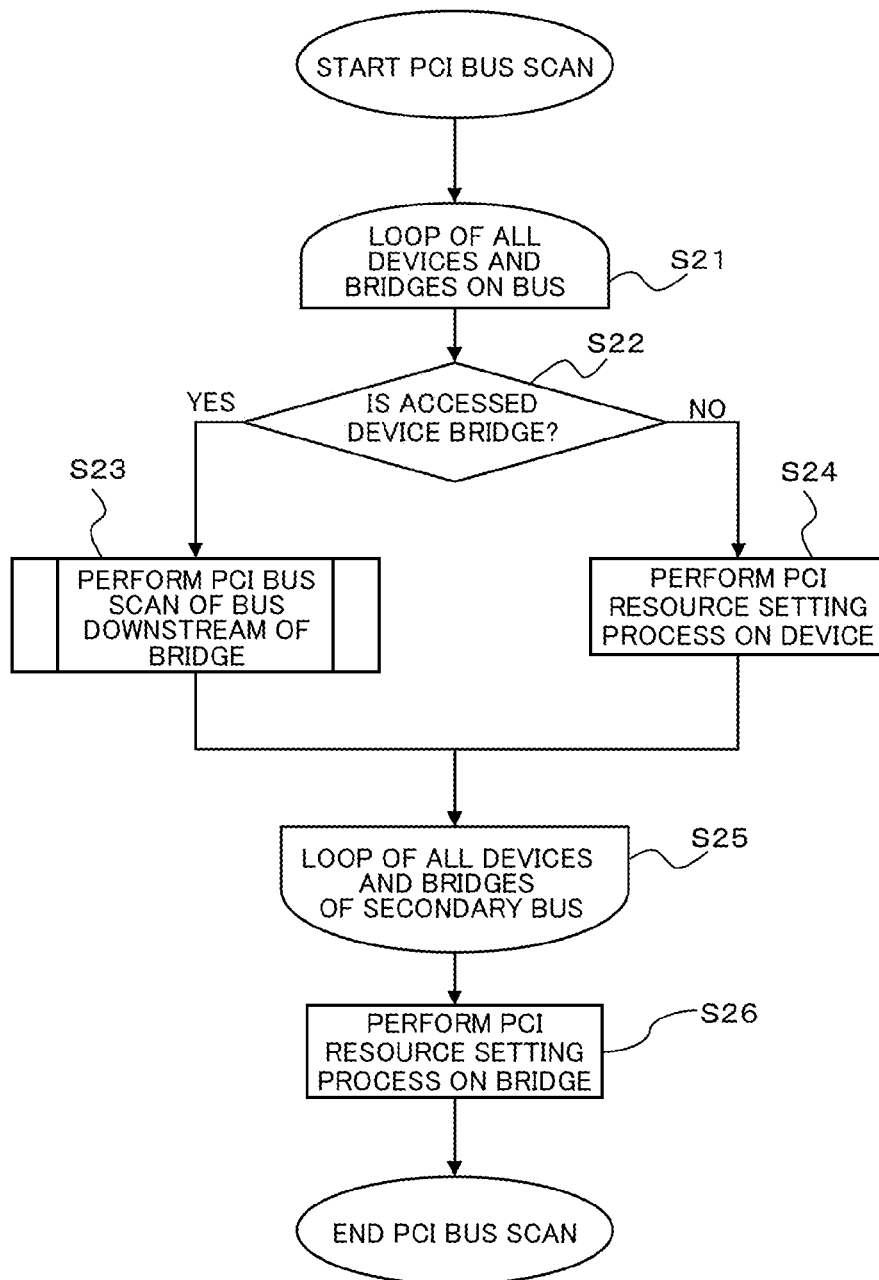 START PCI BUS SCAN
LOOP OF ALL
DEVICES AND
BRIDGES ON BUS
S21
S22
IS ACCESSED
DEVICE BRIDGE?
YES
NO
S23
PERFORM PCI BUS
SCAN OF BUS
DOWNSTREAM OF
BRIDGE
S24
PERFORM PCI
RESOURCE SETTING
PROCESS ON DEVICE
S25
LOOP OF ALL DEVICES
AND BRIDGES
OF SECONDARY BUS
S26
PERFORM PCI
RESOURCE SETTING
PROCESS ON BRIDGE
END PCI BUS SCAN